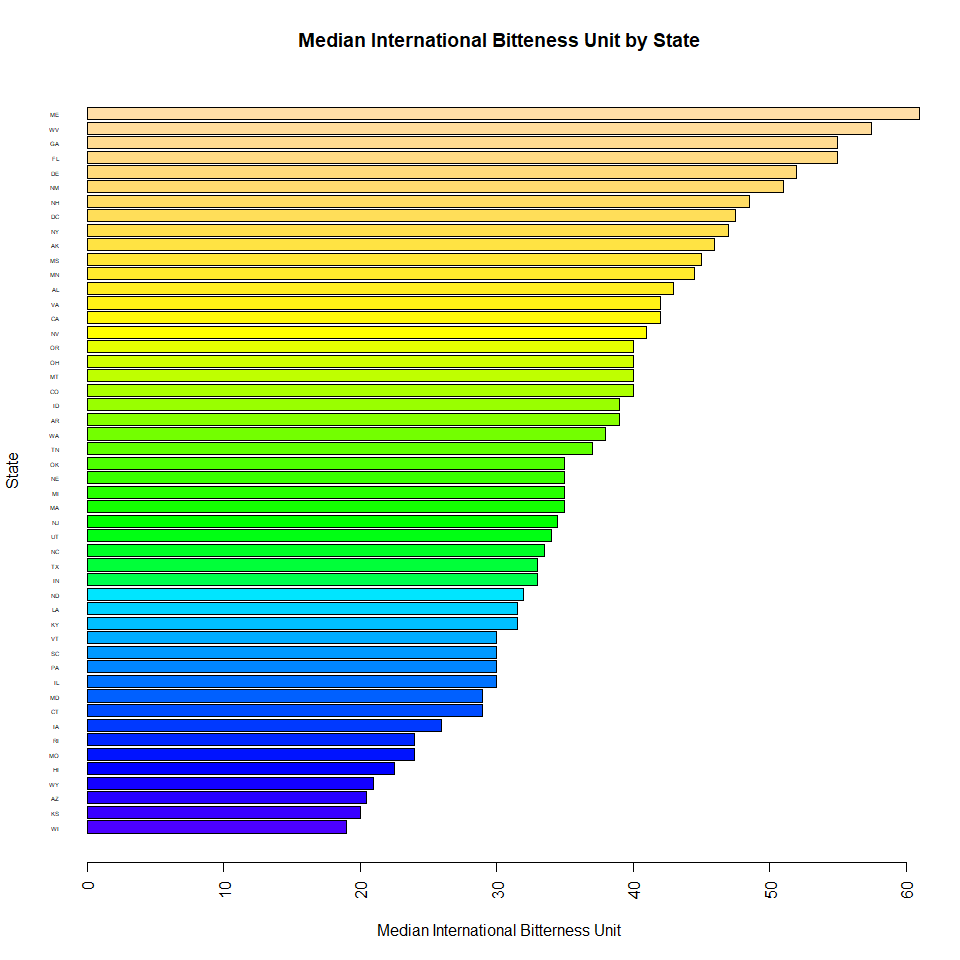 Median International Bitteness Unit by State
ME
WV
GA
FL
DE
NM
NH
DC
NY
AK
MS
MN
AL
VA
CA
NV
OR
OH
MT
CO
ID
AR
WA
TN
OK
NE
MI
MA
NJ
UT
NC
TX
IN
ND
LA
KY
VT
SC
PA
IL
MD
CT
IA
RI
MO
HI
WY
AZ
KS
WI
State
0 10 20 30 40 50 60
Median International Bitterness Unit